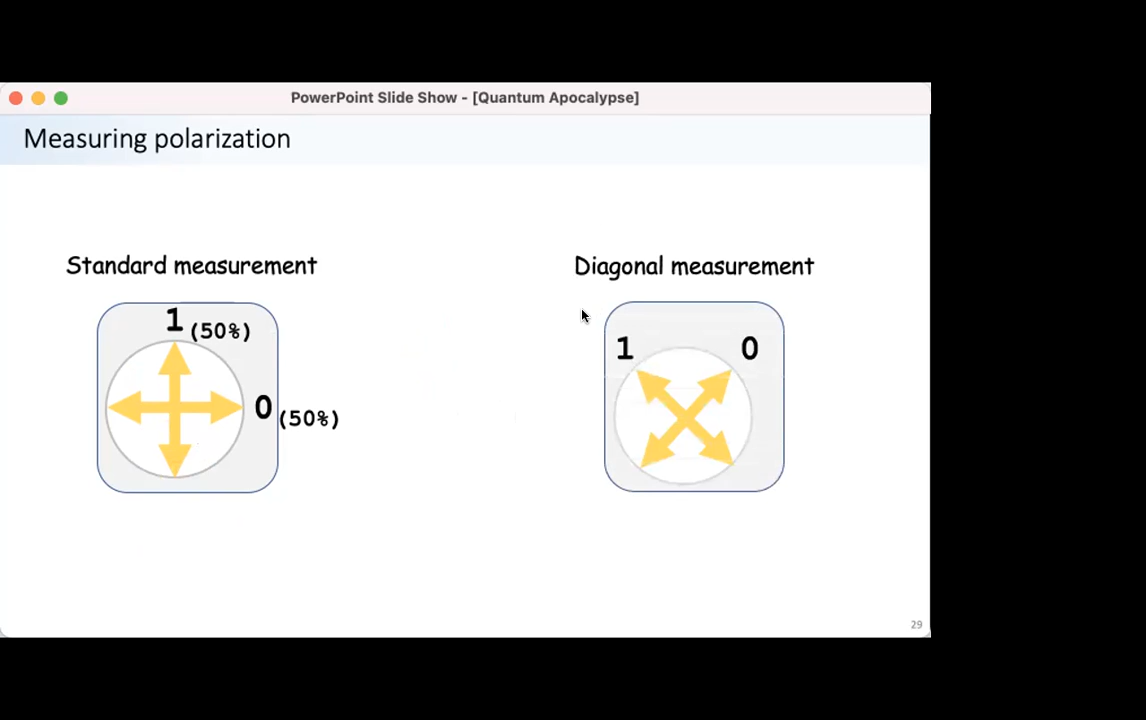 PowerPoint Slide Show - [Quantum Apocalypse]
Measuring polarization
Standard measurement
1 (50%)
0 (50%)
Diagonal measurement
1 0
29